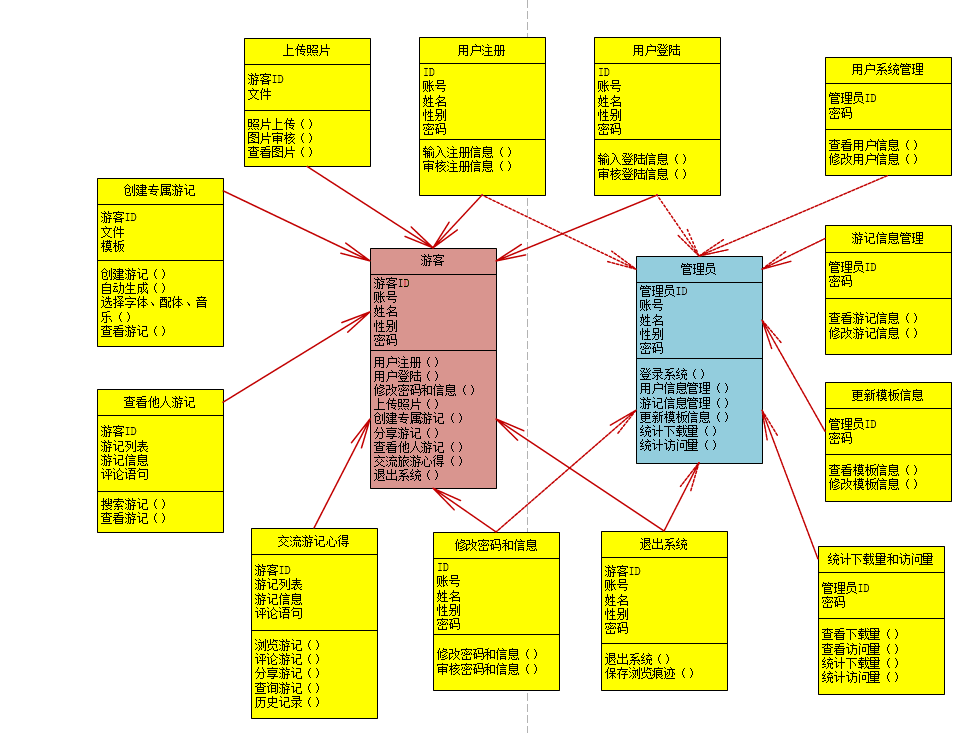 上传照片
游客ID
文件
照片上传（）
图片审核（）
查看图片（）
用户注册
ID
账号
姓名
性别
密码
输入注册信息（）
审核注册信息（）
用户登陆
ID
账号
姓名
性别
密码
输入登陆信息（）
审核登陆信息（）
用户系统管理
管理员ID
密码
查看用户信息（）
修改用户信息（）
创建专属游记
游客ID
文件
模板
创建游记（）
自动生成（）
选择字体、配体、音
乐（）
查看游记（）
游客
游客ID
账号
姓名
性别
密码
用户注册（）
用户登陆（）
修改密码和信息（）
上传照片（）
创建专属游记（）
分享游记（）
查看他人游记（）
交流旅游心得（）
退出系统（）
管理员
管理员ID
账号
姓名
性别
密码
登录系统（）
用户信息管理（）
游记信息管理（）
更新模板信息（）
统计下载量（）
统计访问量（）
游记信息管理
管理员ID
密码
查看游记信息（）
修改游记信息（）
查看他人游记
游客ID
游记列表
游记信息
评论语句
搜索游记（）
查看游记（）
更新模板信息
管理员ID
密码
查看模板信息（）
修改模板信息（）
交流游记心得
游客ID
游记列表
游记信息
评论语句
浏览游记（）
评论游记（）
分享游记（）
查询游记（）
历史记录（）
修改密码和信息
ID
账号
姓名
性别
密码
修改密码和信息（）
审核密码和信息（）
退出系统
游客ID
账号
姓名
性别
密码
退出系统（）
保存浏览痕迹（）
统计下载量和访问量
管理员ID
密码
查看下载量（）
查看访问量（）
统计下载量（）
统计访问量（）